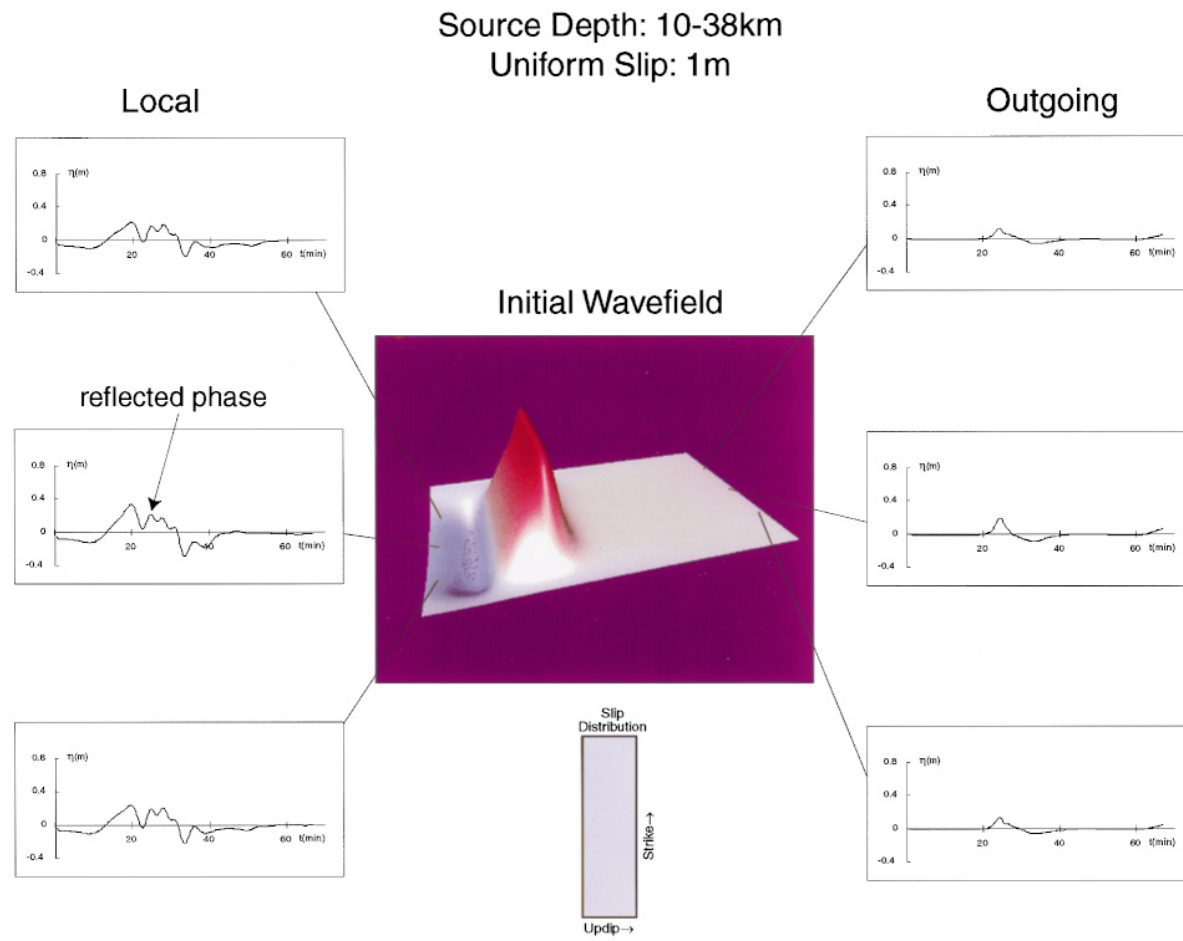 Source Depth: 10-38km
Uniform Slip: 1m
Local
Outgoing
0.8
η(m)
0.4
0
20
40
60
t(min)
-0.4
0.8
η(m)
0.4
0
20
40
60
t(min)
-0.4
Initial Wavefield
reflected phase
0.8
η(m)
0.4
0
20
40
60
t(min)
-0.4
0.8
η(m)
0.4
0
20
40
60
t(min)
-0.4
Slip
Distribution
Strike→
Updip→
0.8
η(m)
0.4
0
20
40
60
t(min)
-0.4
0.8
η(m)
0.4
0
20
40
60
t(min)
-0.4